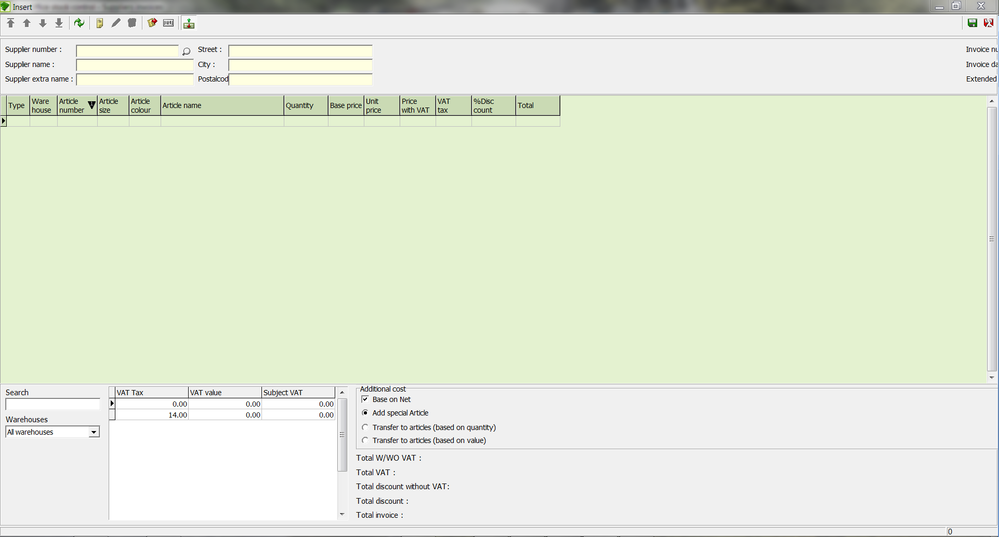 Insert
Supplier number :
Street :
Invoice nu
Supplier name :
City :
Invoice da
Supplier extra name :
Postalcod
Extended
Type
Ware house
Article number
1
Article size
Article colour
Article name
Quantity
Base price
Unit price
Price with VAT
VAT tax
%Disc count
Total
Search
Warehouses
All warehouses
VAT Tax VAT value Subject VAT
0.00 0.00 0.00
14.00 0.00 0.00
Additional cost
Base on Net
Add special Article
Transfer to articles (based on quantity)
Transfer to articles (based on value)
Total W/WO VAT :
Total VAT :
Total discount without VAT:
Total discount :
Total invoice :
0